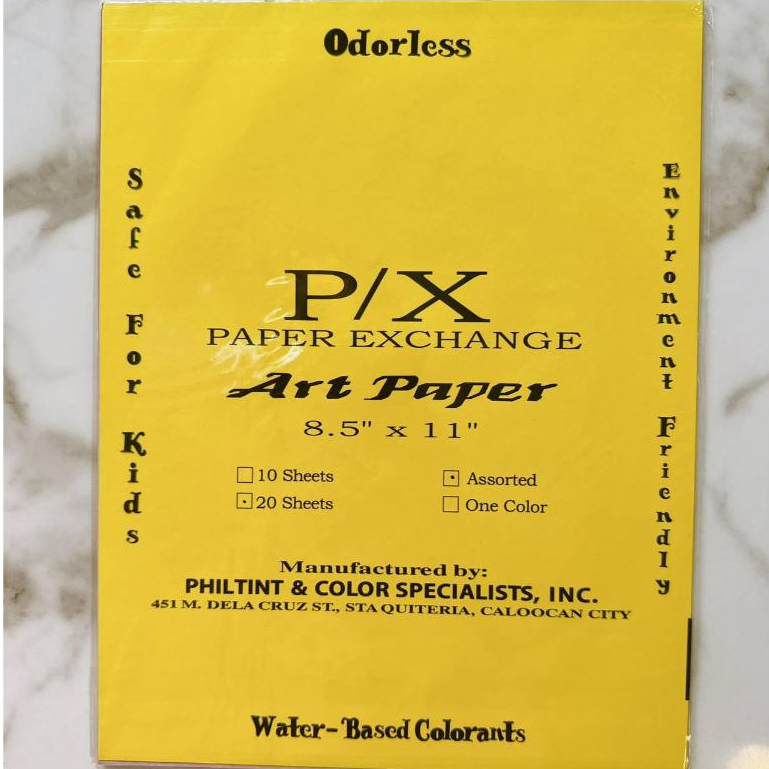 Odorless
Safe For Kids
Environment Friendly
P/X
PAPER EXCHANGE
Art Paper
8.5" x 11"
10 Sheets
Assorted
20 Sheets
One Color
Manufactured by:
PHILTINT & COLOR SPECIALISTS, INC.
451 M. DELA CRUZ ST., STA QUITERIA, CALOOCAN CITY
Water-Based Colorants